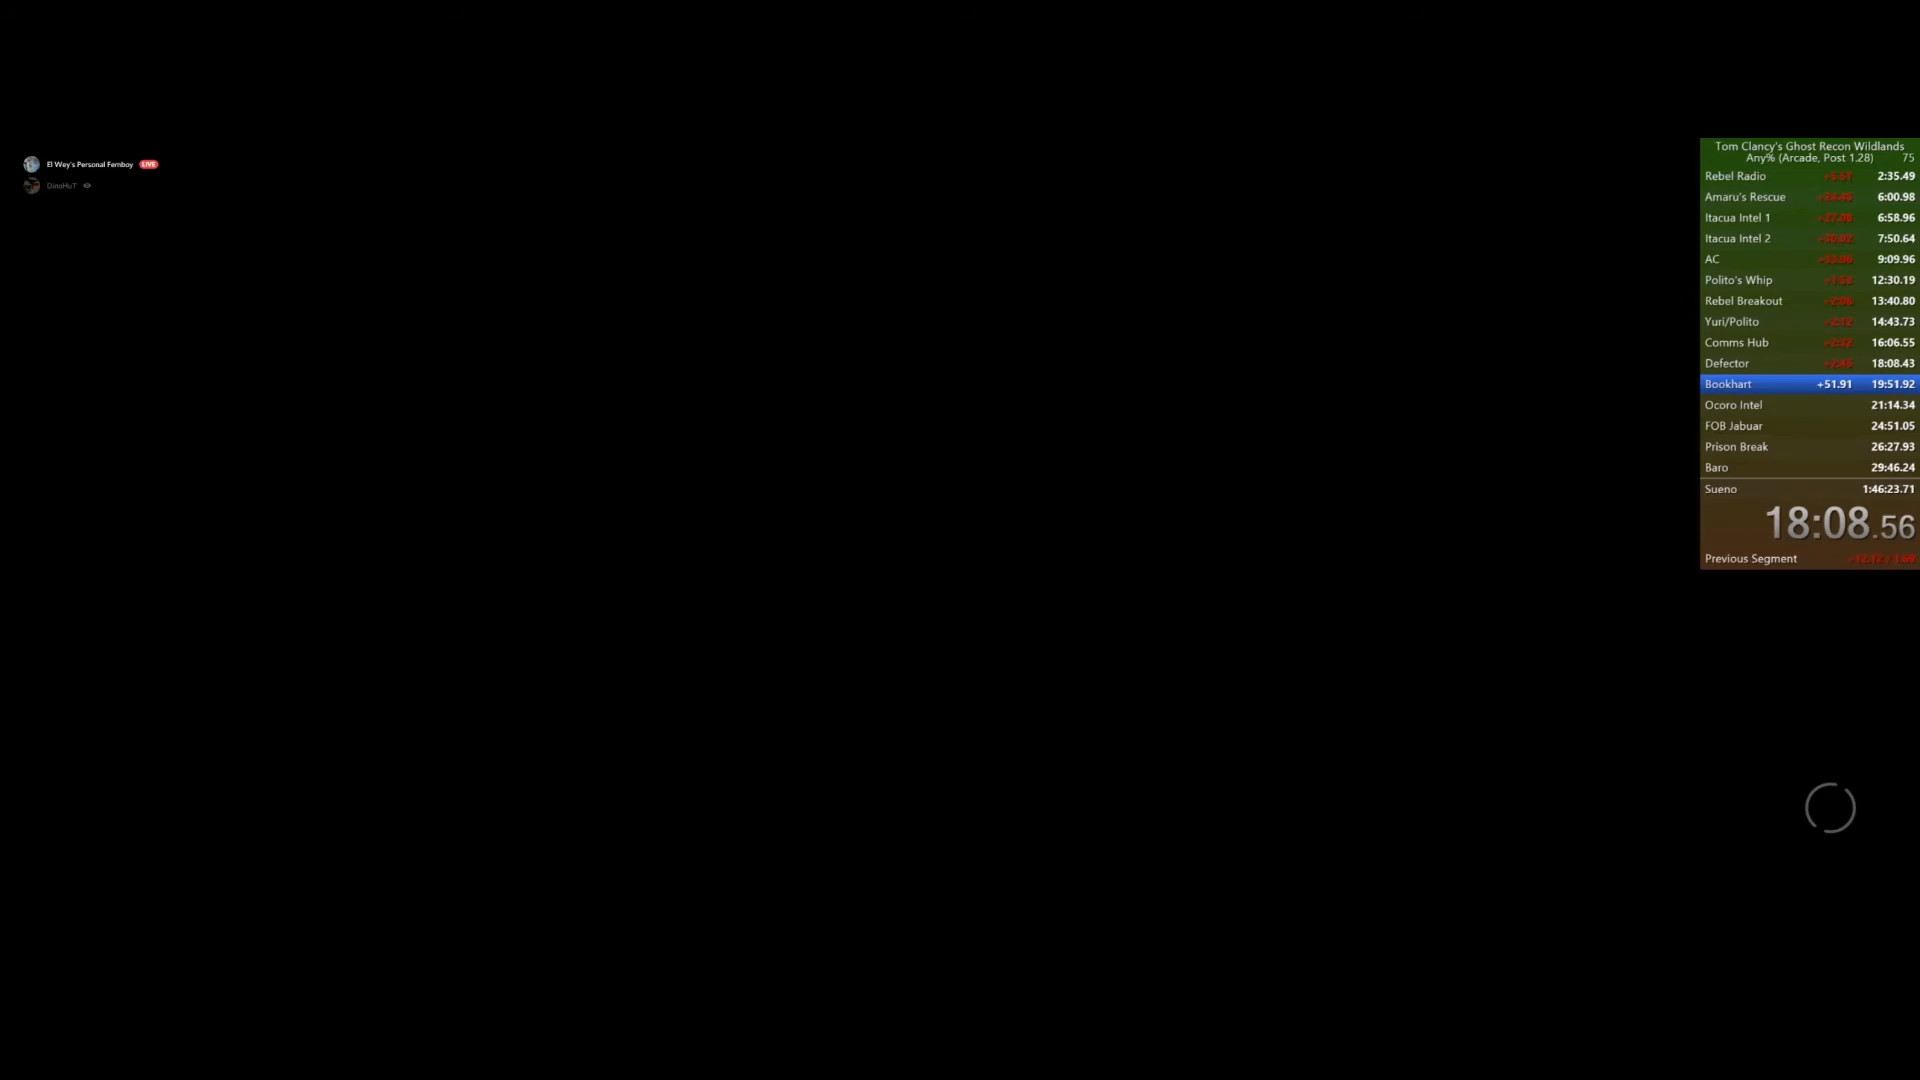 El Wey's Personal Femboy LIVE
DinoHuT
Tom Clancy's Ghost Recon Wildlands
Any% (Arcade, Post 1.28) 75
Rebel Radio 2:35.49
Amaru's Rescue 6:00.98
Itacua Intel 1 6:58.96
Itacua Intel 2 7:50.64
AC 9:09.96
Polito's Whip 12:30.19
Rebel Breakout 13:40.80
Yuri/Polito 14:43.73
Comms Hub 16:06.55
Defector 18:08.43
Bookhart +51.91 19:51.92
Ocoro Intel 21:14.34
FOB Jabuar 24:51.05
Prison Break 26:27.93
Baro 29:46.24
Sueno 1:46:23.71
18:08.56
Previous Segment